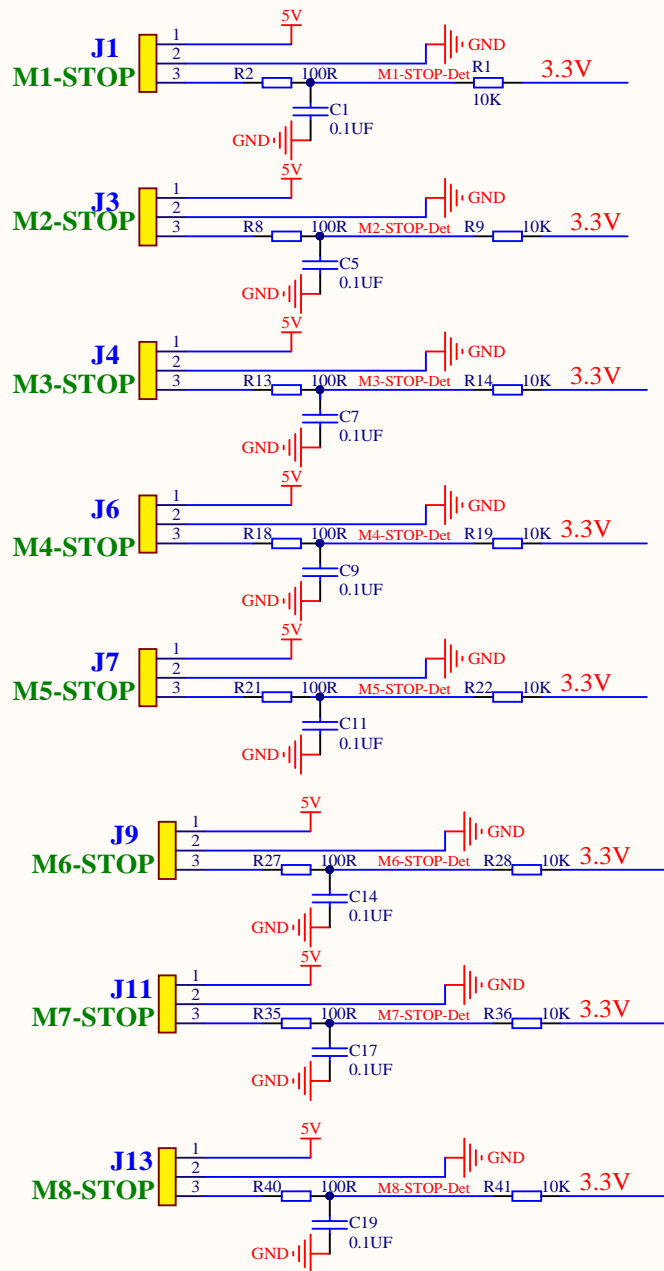 5V
J1
1
2
3
GND
M1-STOP
R2
100R
M1-STOP-Det
R1
3.3V
10K
C1
0.1UF
GND
5V
J3
1
2
3
GND
M2-STOP
R8
100R
M2-STOP-Det
R9
10K
3.3V
C5
0.1UF
GND
5V
J4
1
2
3
GND
M3-STOP
R13
100R
M3-STOP-Det
R14
10K
3.3V
C7
0.1UF
GND
5V
J6
1
2
3
GND
M4-STOP
R18
100R
M4-STOP-Det
R19
10K
3.3V
C9
0.1UF
GND
5V
J7
1
2
3
GND
M5-STOP
R21
100R
M5-STOP-Det
R22
10K
3.3V
C11
0.1UF
GND
5V
J9
1
2
3
GND
M6-STOP
R27
100R
M6-STOP-Det
R28
10K
3.3V
C14
0.1UF
GND
5V
J11
1
2
3
GND
M7-STOP
R35
100R
M7-STOP-Det
R36
10K
3.3V
C17
0.1UF
GND
5V
J13
1
2
3
GND
M8-STOP
R40
100R
M8-STOP-Det
R41
10K
3.3V
C19
0.1UF
GND